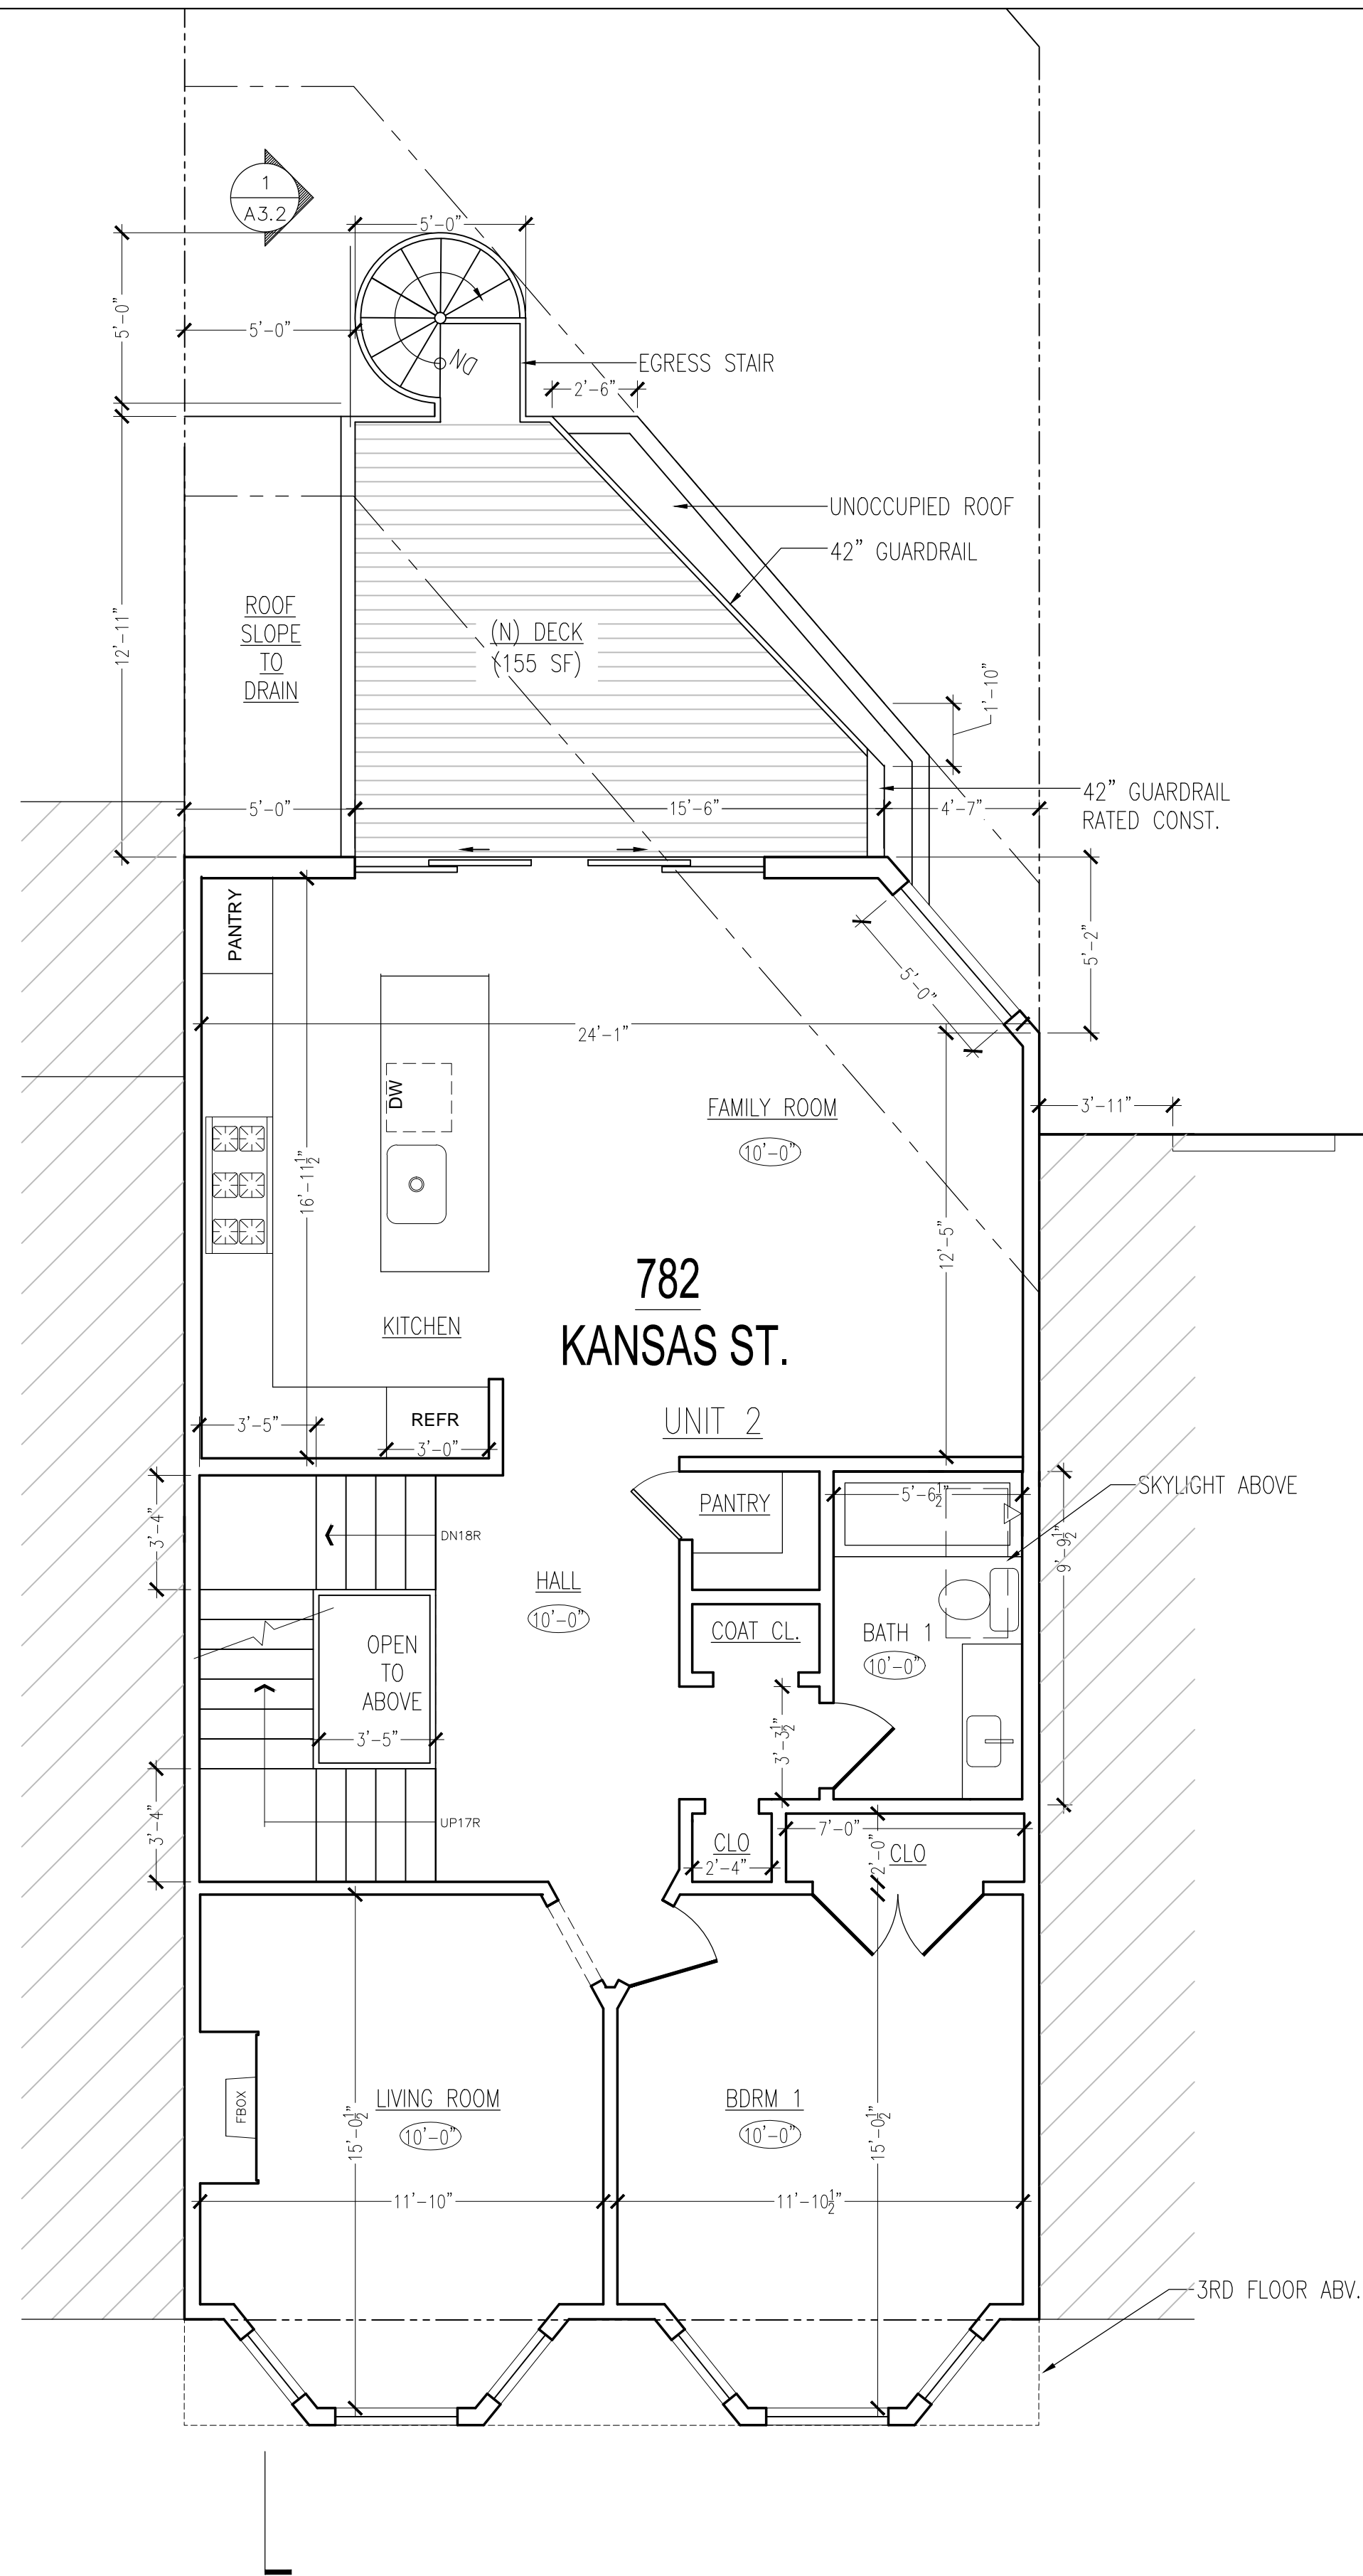 1
A3.2
5'-0"
5'-0"
5'-0"
DN
EGRESS STAIR
2'-6"
UNOCCUPIED ROOF
42” GUARDRAIL
12'-11"
ROOF
SLOPE
TO
DRAIN
(N) DECK
(155 SF)
1'-10"
42” GUARDRAIL
RATED CONST.
5'-0"
15'-6"
4'-7"
PANTRY
5'-2"
5'-0"
24'-1"
DW
FAMILY ROOM
10'-0"
3'-11"
16'-11½"
12'-5"
782
KANSAS ST.
KITCHEN
UNIT 2
REFR
3'-5"
3'-0"
PANTRY
5'-6½"
SKYLIGHT ABOVE
3'-4"
DN18R
9'-9½"
HALL
10'-0"
OPEN
TO
ABOVE
COAT CL.
BATH 1
10'-0"
3'-5"
3'-3½"
3'-4"
UP17R
CLO
2'-4"
7'-0"
2'-0"
CLO
FBOX
LIVING ROOM
10'-0"
15'-0½"
BDRM 1
10'-0"
15'-0½"
11'-10"
11'-10½"
3RD FLOOR ABV.